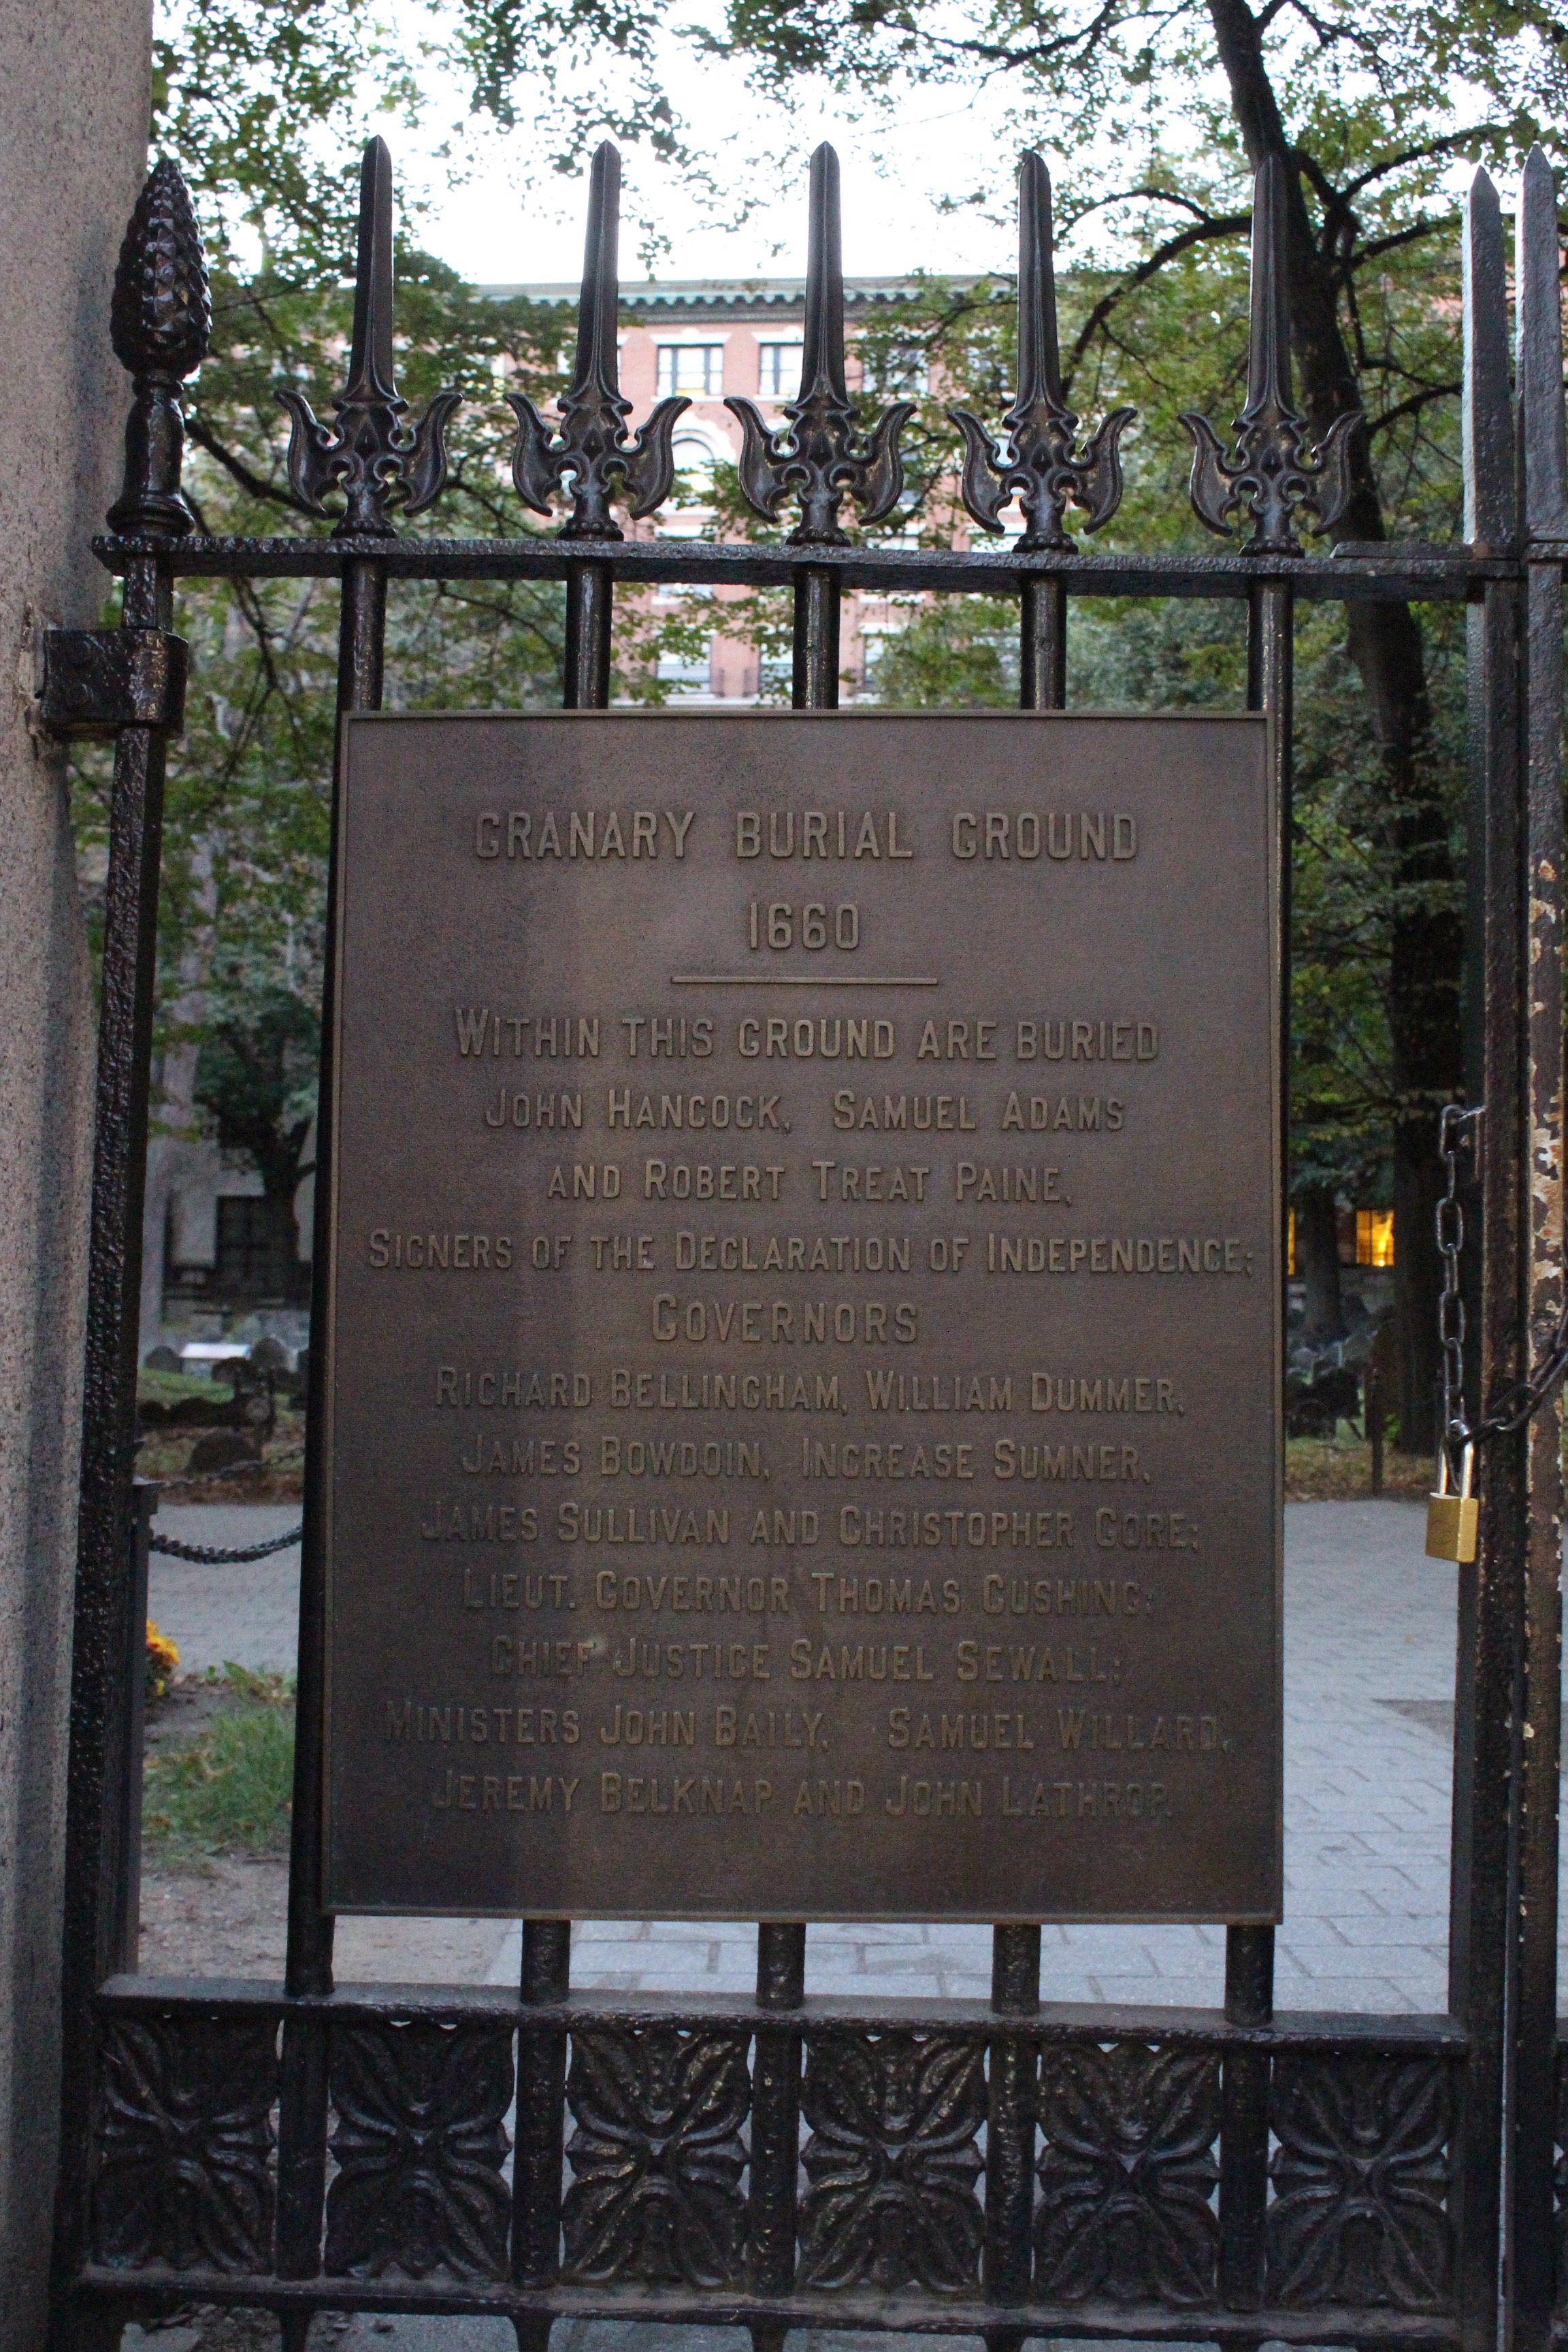 GRANARY BURIAL GROUND
1660
WITHIN THIS GROUND ARE BURIED
JOHN HANCOCK, SAMUEL ADAMS
AND ROBERT TREAT PAINE,
SIGNERS OF THE DECLARATION OF INDEPENDENCE;
GOVERNORS
RICHARD BELLINGHAM, WILLIAM DUMMER,
JAMES BOWDOIN, INCREASE SUMNER,
JAMES SULLIVAN AND CHRISTOPHER GORE;
LIEUT. GOVERNOR THOMAS CUSHING;
CHIEF JUSTICE SAMUEL SEWALL;
MINISTERS JOHN BAILY, SAMUEL WILLARD,
JEREMY BELKNAP AND JOHN LATHROP.